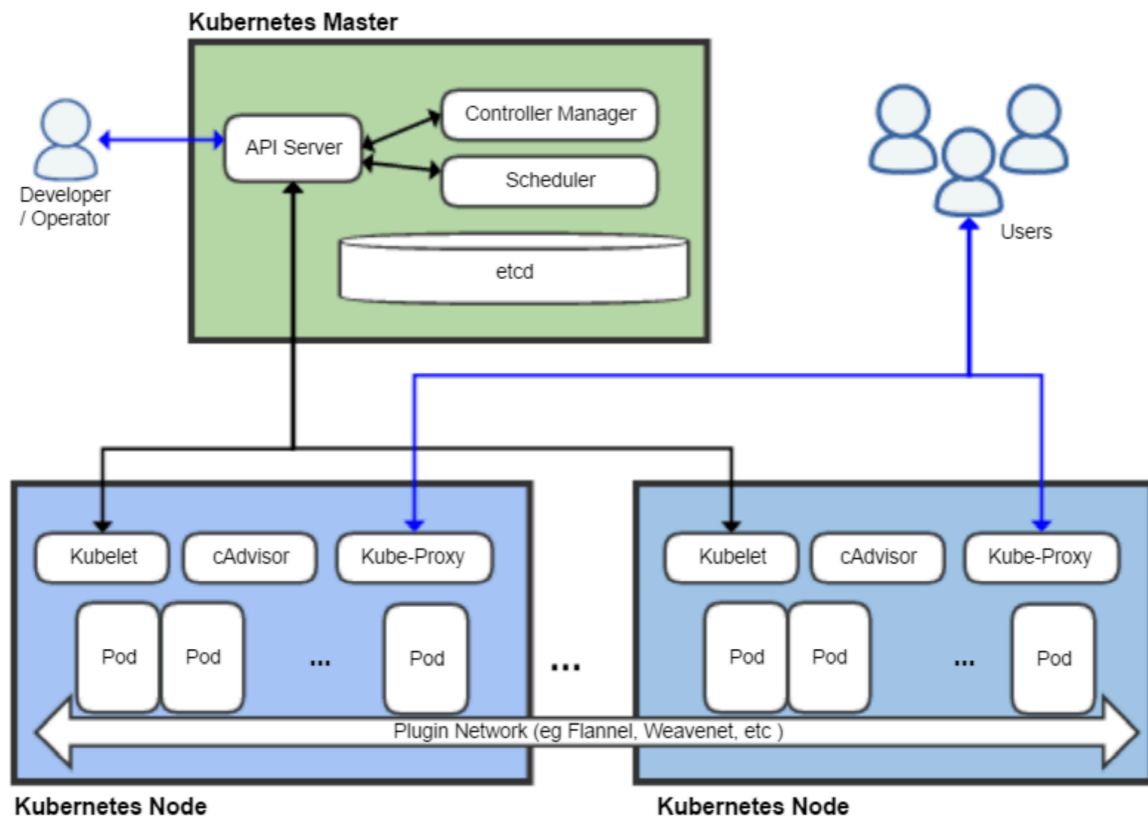 Kubernetes Master
API Server
Controller Manager
Scheduler
etcd
Developer
/ Operator
Users
Kubelet
cAdvisor
Kube-Proxy
Pod
Pod
...
Pod
...
Kubelet
cAdvisor
Kube-Proxy
Pod
Pod
...
Pod
Plugin Network (eg Flannel, Weavenet, etc )
Kubernetes Node
Kubernetes Node